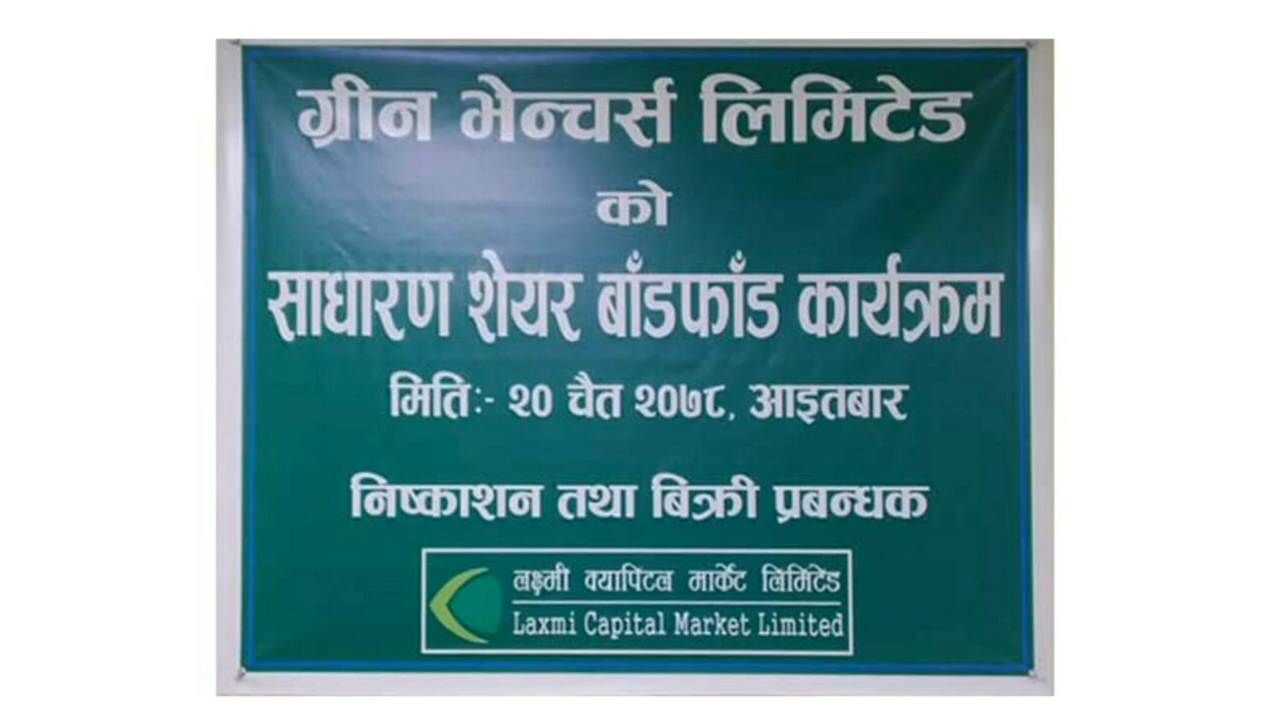 ग्रीन भेन्चर्स लिमिटेड
को
साधारण शेयर बाँडफाँड कार्यक्रम
मितिः- २० चैत २०७८, आइतबार
निष्काशन तथा बिक्री प्रबन्धक
लक्ष्मी क्यापिटल मार्केट लिमिटेड
Laxmi Capital Market Limited